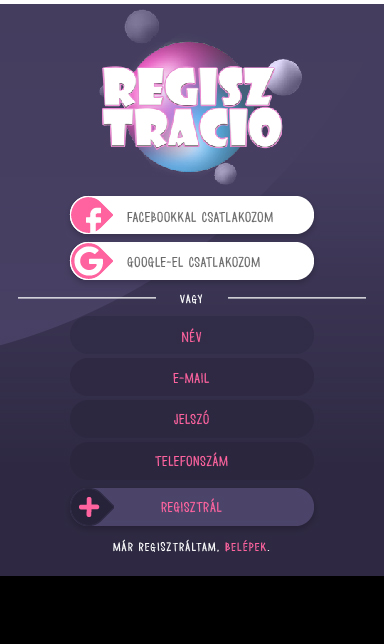 REGISZ
TRACIO
FACEBOOKKAL CSATLAKOZOM
GOOGLE-EL CSATLAKOZOM
VAGY
NÉV
E-MAIL
JELSZÓ
TELEFONSZÁM
REGISZTRÁL
MÁR REGISZTRÁLTAM, BELÉPEK.